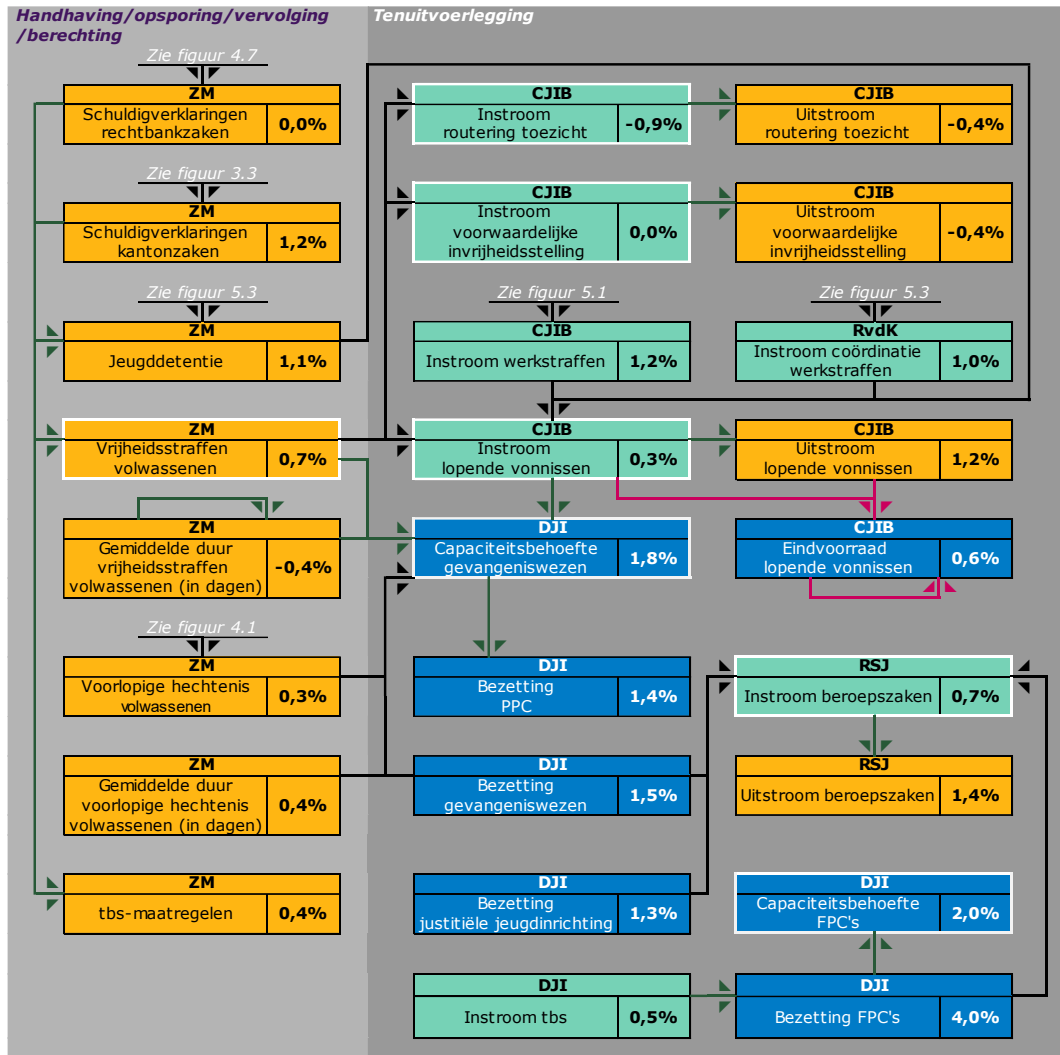 Handhaving/opsporing/vervolging
/berechting
Tenuitvoerlegging
Zie figuur 4.7
ZM
Schuldigverklaringen
rechtbankzaken
0,0%
CJIB
Instroom
routering toezicht
-0,9%
CJIB
Uitstroom
routering toezicht
-0,4%
Zie figuur 3.3
ZM
Schuldigverklaringen
kantonzaken
1,2%
CJIB
Instroom
voorwaardelijke
invrijheidsstelling
0,0%
CJIB
Uitstroom
voorwaardelijke
invrijheidsstelling
-0,4%
Zie figuur 5.3
ZM
Jeugddetentie
1,1%
Zie figuur 5.1
CJIB
Instroom werkstraffen
1,2%
Zie figuur 5.3
RvdK
Instroom coördinatie
werkstraffen
1,0%
ZM
Vrijheidsstraffen
volwassenen
0,7%
CJIB
Instroom
lopende vonnissen
0,3%
CJIB
Uitstroom
lopende vonnissen
1,2%
ZM
Gemiddelde duur
vrijheidsstraffen
volwassenen (in dagen)
-0,4%
DJI
Capaciteitsbehoefte
gevangeniswezen
1,8%
CJIB
Eindvoorraad
lopende vonnissen
0,6%
Zie figuur 4.1
ZM
Voorlopige hechtenis
volwassenen
0,3%
DJI
Bezetting
PPC
1,4%
RSJ
Instroom beroepszaken
0,7%
ZM
Gemiddelde duur
voorlopige hechtenis
volwassenen (in dagen)
0,4%
DJI
Bezetting
gevangeniswezen
1,5%
RSJ
Uitstroom beroepszaken
1,4%
ZM
tbs-maatregelen
0,4%
DJI
Bezetting
justitiële jeugdinrichting
1,3%
DJI
Capaciteitsbehoefte
FPC's
2,0%
DJI
Instroom tbs
0,5%
DJI
Bezetting FPC's
4,0%